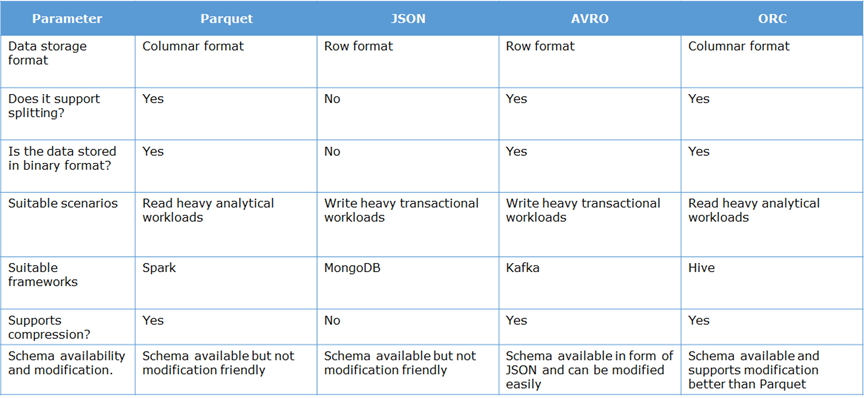 Parameter Parquet JSON AVRO ORC
Data storage format Columnar format Row format Row format Columnar format
Does it support splitting? Yes No Yes Yes
Is the data stored in binary format? Yes No Yes Yes
Suitable scenarios Read heavy analytical workloads Write heavy transactional workloads Write heavy transactional workloads Read heavy analytical workloads
Suitable frameworks Spark MongoDB Kafka Hive
Supports compression? Yes No Yes Yes
Schema availability and modification. Schema available but not modification friendly Schema available but not modification friendly Schema available in form of JSON and can be modified easily Schema available and supports modification better than Parquet